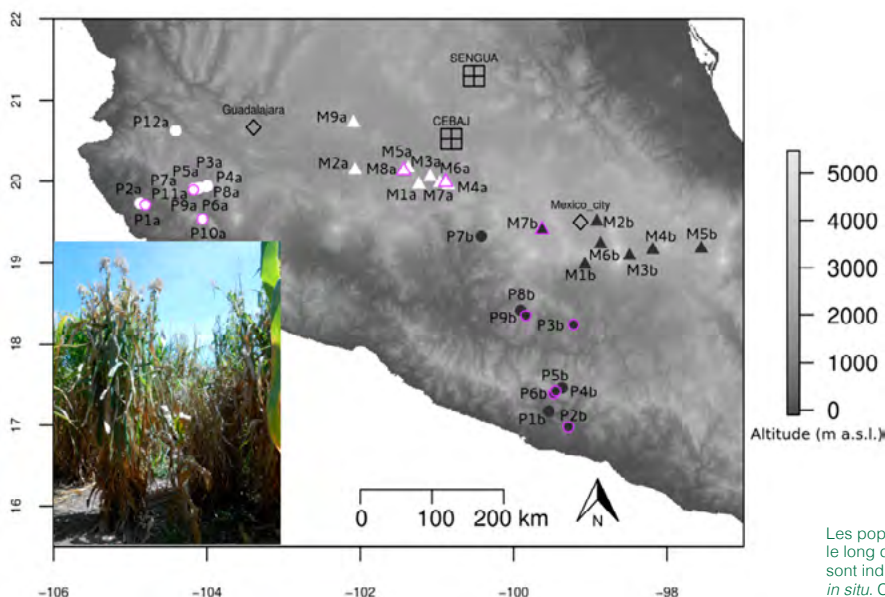 22
21
20
19
18
17
16
-106
-104
-102
-100
-98
SENGUA
CEBAJ
Guadalajara
Mexico_city
P12a
P3a
P5a
P4a
P7a
P2a
P11a
P8a
P1a
P9a
P6a
P10a
M9a
M2a
M5a
M3a
M8a
M6a
M1a
M7a
M4a
M7b
M2b
M6b
M1b
M3b
M4b
M5b
P7b
P8b
P9b
P3b
P5b
P6b
P4b
P1b
P2b
0 100 200 km
N
5000
4000
3000
2000
1000
0
Altitude (m a.s.l.)
Les pop
le long
sont ind
in situ.